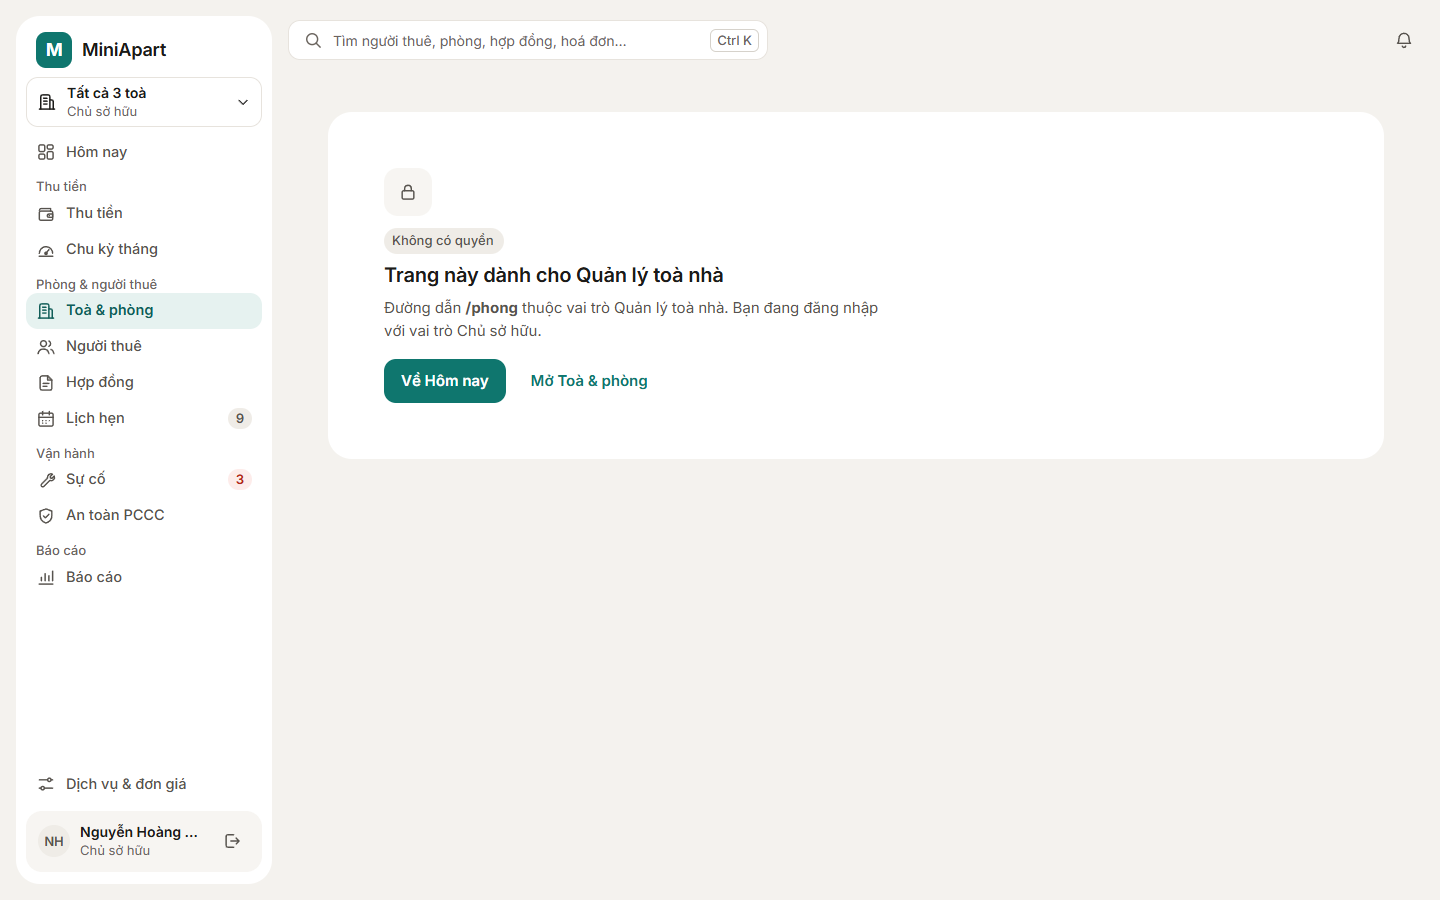 M MiniApart
Tất cả 3 toà
Chủ sở hữu
Hôm nay
Thu tiền
Thu tiền
Chu kỳ tháng
Phòng & người thuê
Toà & phòng
Người thuê
Hợp đồng
Lịch hẹn 9
Vận hành
Sự cố 3
An toàn PCCC
Báo cáo
Báo cáo
Dịch vụ & đơn giá
NH Nguyễn Hoàng ...
Chủ sở hữu
Tìm người thuê, phòng, hợp đồng, hoá đơn... Ctrl K
Không có quyền
Trang này dành cho Quản lý toà nhà
Đường dẫn /phong thuộc vai trò Quản lý toà nhà. Bạn đang đăng nhập
với vai trò Chủ sở hữu.
Về Hôm nay Mở Toà & phòng